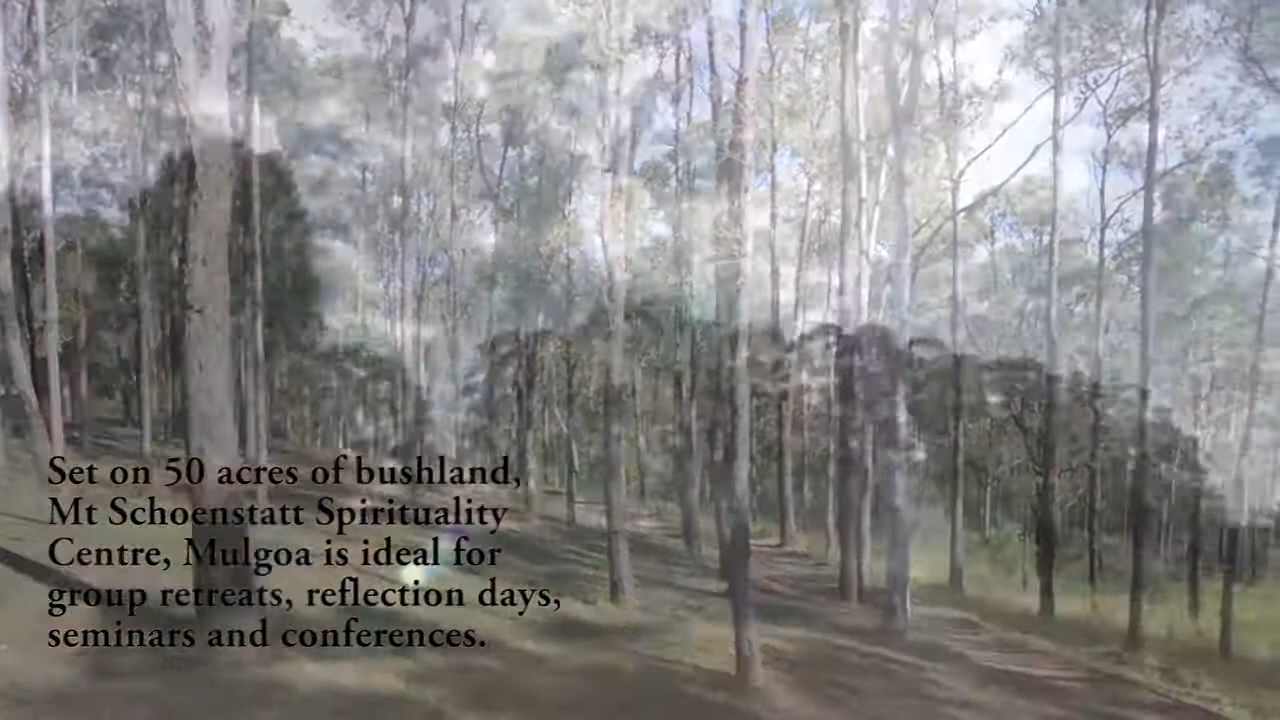 Set on 50 acres of bushland,
Mt Schoenstatt Spirituality
Centre, Mulgoa is ideal for
group retreats, reflection days,
seminars and conferences.